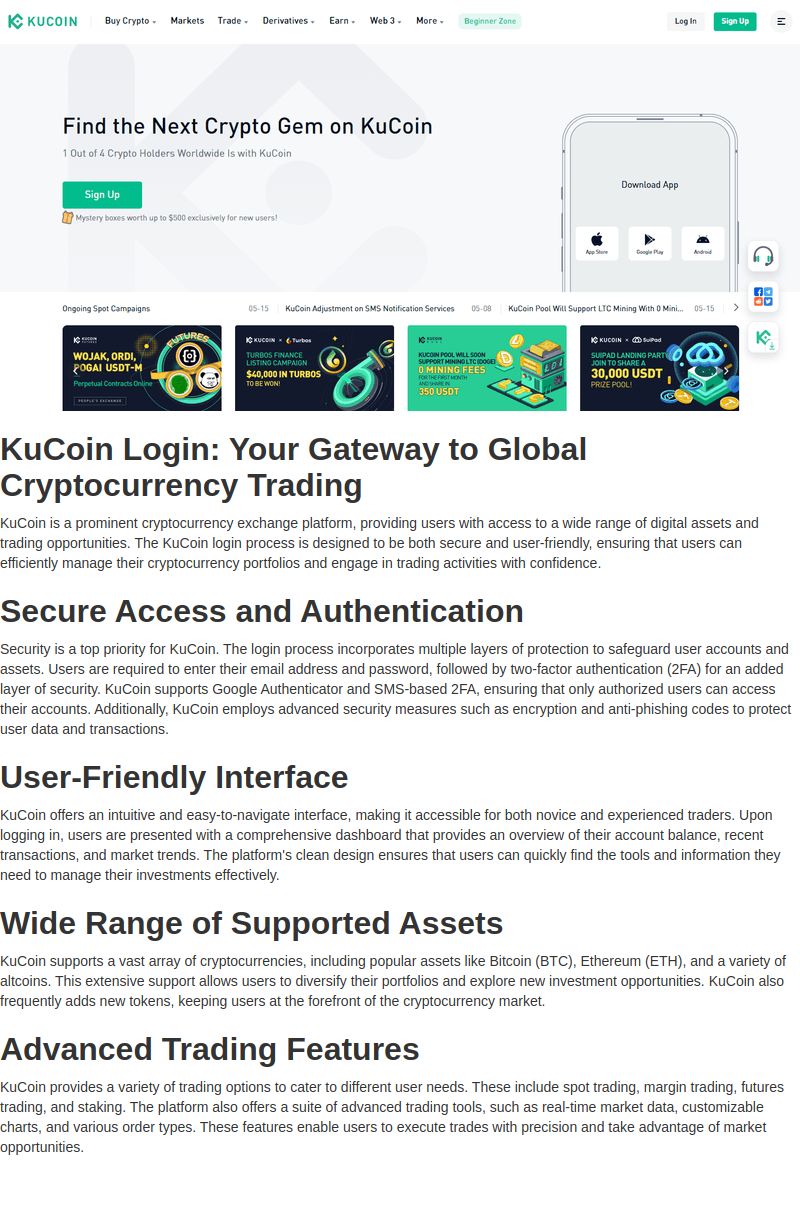 KUCOIN Buy Crypto Markets Trade Derivatives Earn Web 3 More Beginner Zone Log In Sign Up
Find the Next Crypto Gem on KuCoin
1 Out of 4 Crypto Holders Worldwide Is with KuCoin
Sign Up
Mystery boxes worth up to $500 exclusively for new users!
Download App
App Store Google Play Android
Ongoing Spot Campaigns 05-15 KuCoin Adjustment on SMS Notification Services 05-08 KuCoin Pool Will Support LTC Mining With 0 Mini... 05-15
KUCOIN FUTURES
FUTURES
WOJAK, ORDI,
POGAI USDT-M
Perpetual Contracts Online
PEOPLE'S EXCHANGE
KUCOIN × Turbos
TURBOS FINANCE
LISTING CAMPAIGN
$40,000 IN TURBOS
TO BE WON!
KUCOIN POOL
KUCOIN POOL WILL SOON
SUPPORT MINING LTC (DOGE)
0 MINING FEES
FOR THE FIRST MONTH
AND SHARE IN
350 USDT
KUCOIN × SuiPad
SUIPAD LANDING PARTY
JOIN TO SHARE A
30,000 USDT
PRIZE POOL!
KuCoin Login: Your Gateway to Global
Cryptocurrency Trading
KuCoin is a prominent cryptocurrency exchange platform, providing users with access to a wide range of digital assets and
trading opportunities. The KuCoin login process is designed to be both secure and user-friendly, ensuring that users can
efficiently manage their cryptocurrency portfolios and engage in trading activities with confidence.
Secure Access and Authentication
Security is a top priority for KuCoin. The login process incorporates multiple layers of protection to safeguard user accounts and
assets. Users are required to enter their email address and password, followed by two-factor authentication (2FA) for an added
layer of security. KuCoin supports Google Authenticator and SMS-based 2FA, ensuring that only authorized users can access
their accounts. Additionally, KuCoin employs advanced security measures such as encryption and anti-phishing codes to protect
user data and transactions.
User-Friendly Interface
KuCoin offers an intuitive and easy-to-navigate interface, making it accessible for both novice and experienced traders. Upon
logging in, users are presented with a comprehensive dashboard that provides an overview of their account balance, recent
transactions, and market trends. The platform's clean design ensures that users can quickly find the tools and information they
need to manage their investments effectively.
Wide Range of Supported Assets
KuCoin supports a vast array of cryptocurrencies, including popular assets like Bitcoin (BTC), Ethereum (ETH), and a variety of
altcoins. This extensive support allows users to diversify their portfolios and explore new investment opportunities. KuCoin also
frequently adds new tokens, keeping users at the forefront of the cryptocurrency market.
Advanced Trading Features
KuCoin provides a variety of trading options to cater to different user needs. These include spot trading, margin trading, futures
trading, and staking. The platform also offers a suite of advanced trading tools, such as real-time market data, customizable
charts, and various order types. These features enable users to execute trades with precision and take advantage of market
opportunities.